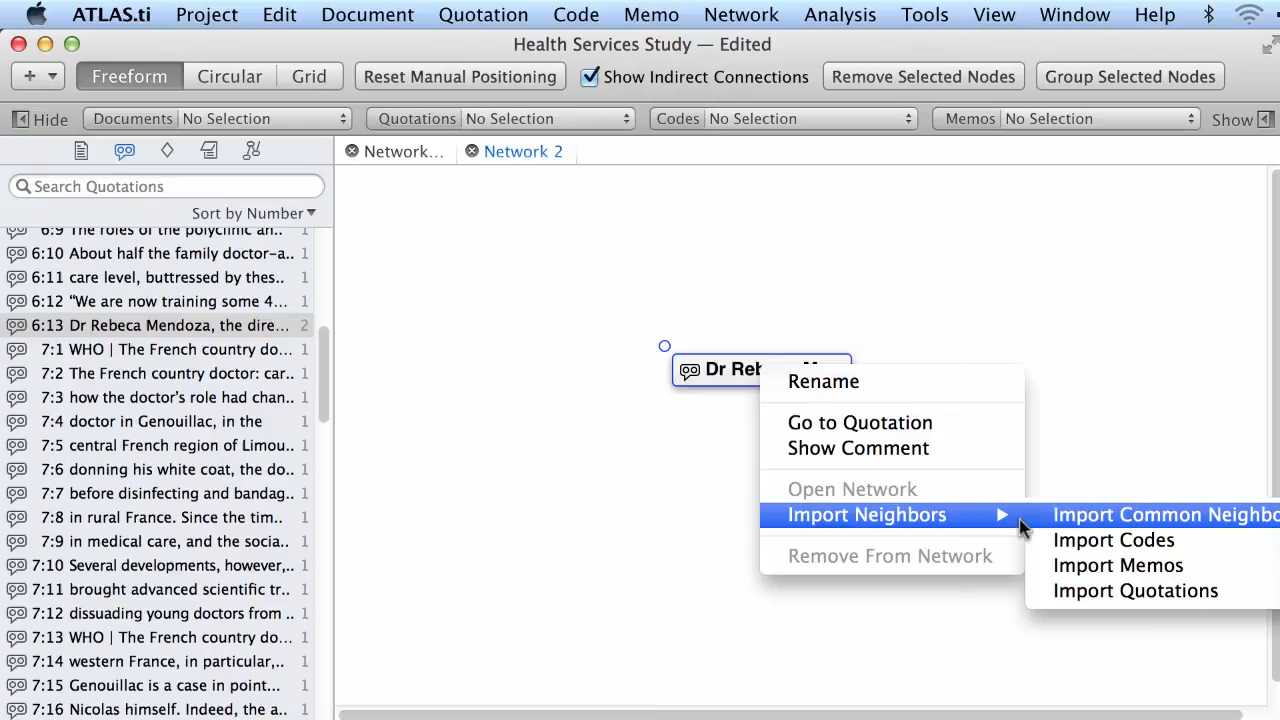 ATLAS.ti Project Edit Document Quotation Code Memo Network Analysis Tools View Window Help
Health Services Study — Edited
+ Freeform Circular Grid Reset Manual Positioning Show Indirect Connections Remove Selected Nodes Group Selected Nodes
Hide Documents No Selection Quotations No Selection Codes No Selection Memos No Selection Show
Network... Network 2
Search Quotations
Sort by Number
6:9 The roles of the polyclinic an.. 1
6:10 About half the family doctor-a.. 1
6:11 care level, buttressed by thes.. 1
6:12 “We are now training some 4... 1
6:13 Dr Rebeca Mendoza, the dire... 2
7:1 WHO | The French country do... 1
7:2 The French country doctor: car.. 1
7:3 how the doctor’s role had chan.. 1
7:4 doctor in Genouillac, in the 1
7:5 central French region of Limou.. 1
7:6 donning his white coat, the do.. 1
7:7 before disinfecting and bandag.. 1
7:8 in rural France. Since the tim.. 1
7:9 in medical care, and the socia.. 1
7:10 Several developments, however,.. 1
7:11 brought advanced scientific tr.. 1
7:12 dissuading young doctors from .. 1
7:13 WHO | The French country do... 1
7:14 western France, in particular,.. 1
7:15 Genouillac is a case in point... 1
7:16 Nicolas himself. Indeed, the a.. 1
Dr Reb
Rename
Go to Quotation
Show Comment
Open Network
Import Neighbors
Remove From Network
Import Common Neighbo
Import Codes
Import Memos
Import Quotations